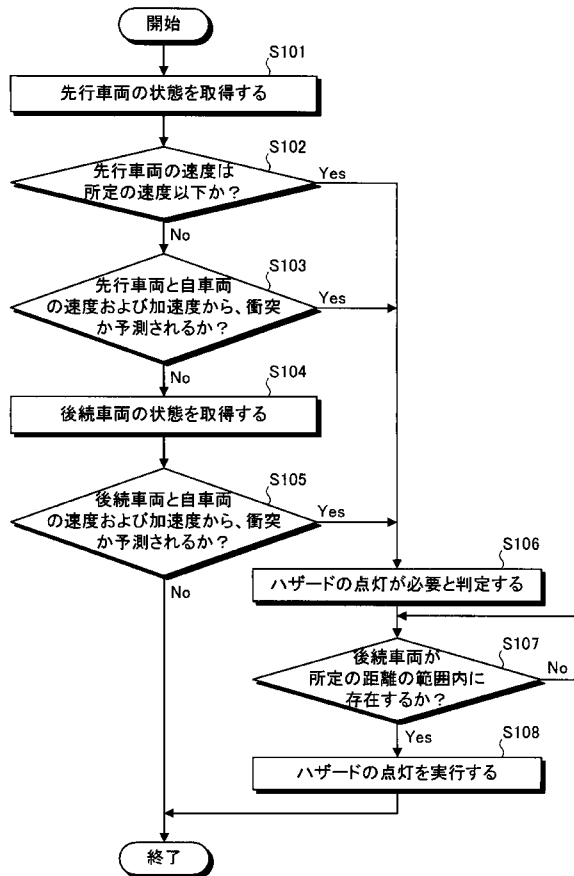 開始
S101
先行車両の状態を取得する
S102
先行車両の速度は
所定の速度以下か？
Yes
No
S103
先行車両と自車両
の速度および加速度から、衝突
か予測されるか？
Yes
No
S104
後続車両の状態を取得する
S105
後続車両と自車両
の速度および加速度から、衝突
か予測されるか？
Yes
No
S106
ハザードの点灯が必要と判定する
S107
後続車両が
所定の距離の範囲内に
存在するか？
No
Yes
S108
ハザードの点灯を実行する
終了